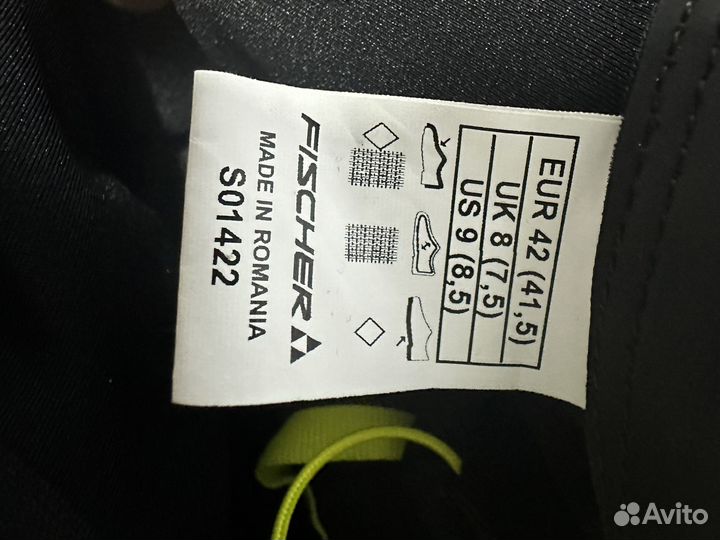 EUR 42 (41,5)
UK 8 (7,5)
US 9 (8,5)
FISCHER
MADE IN ROMANIA
S01422
Avito